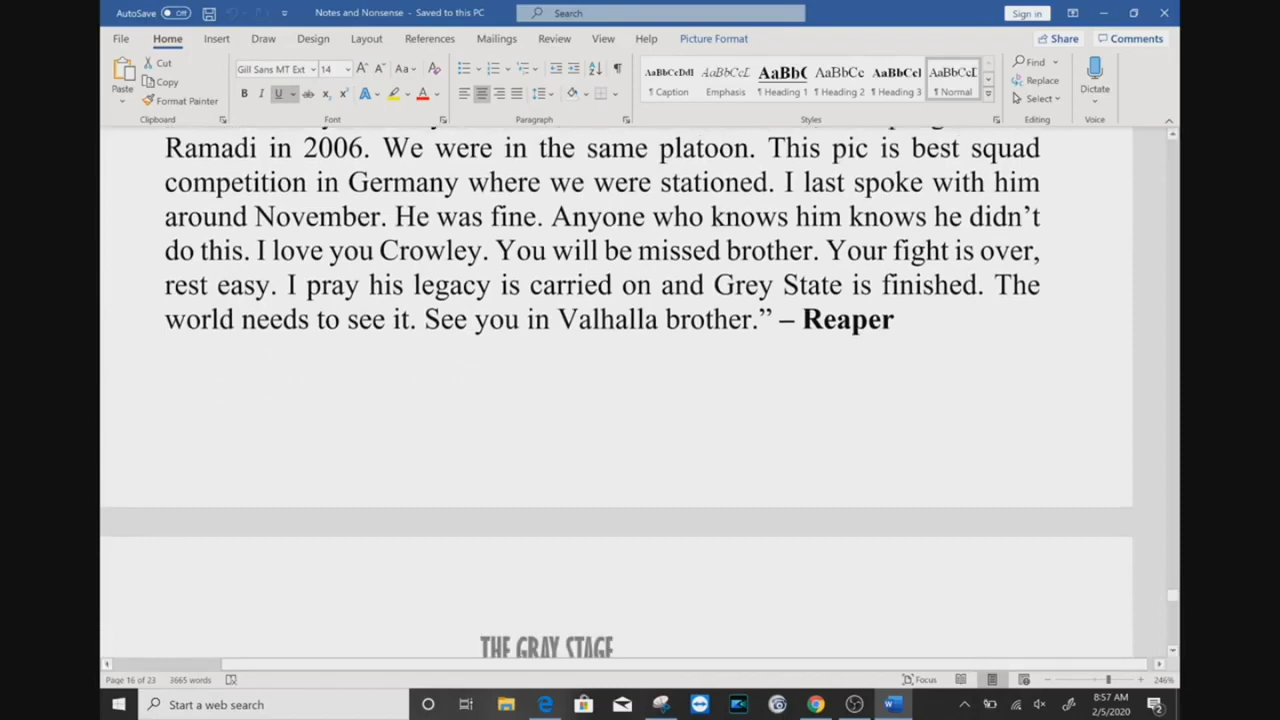 AutoSave Off Notes and Nonsense - Saved to this PC Search Sign in
File Home Insert Draw Design Layout References Mailings Review View Help Picture Format Share Comments
Paste Cut Copy Format Painter
Gill Sans MT Ext 14
AaBbCcDdI AaBbCcD AaBb( AaBbCc AaBbCcI AaBbCcD
¶ Caption Emphasis Heading 1 ¶ Heading 2 ¶ Heading 3 ¶ Normal
Find Replace Select
Dictate
Clipboard Font Paragraph Styles Editing Voice
Ramadi in 2006. We were in the same platoon. This pic is best squad
competition in Germany where we were stationed. I last spoke with him
around November. He was fine. Anyone who knows him knows he didn’t
do this. I love you Crowley. You will be missed brother. Your fight is over,
rest easy. I pray his legacy is carried on and Grey State is finished. The
world needs to see it. See you in Valhalla brother.” – Reaper
THE GRAY STAGE
Page 16 of 23 3665 words Focus 246%
Start a web search
8:57 AM
2/5/2020